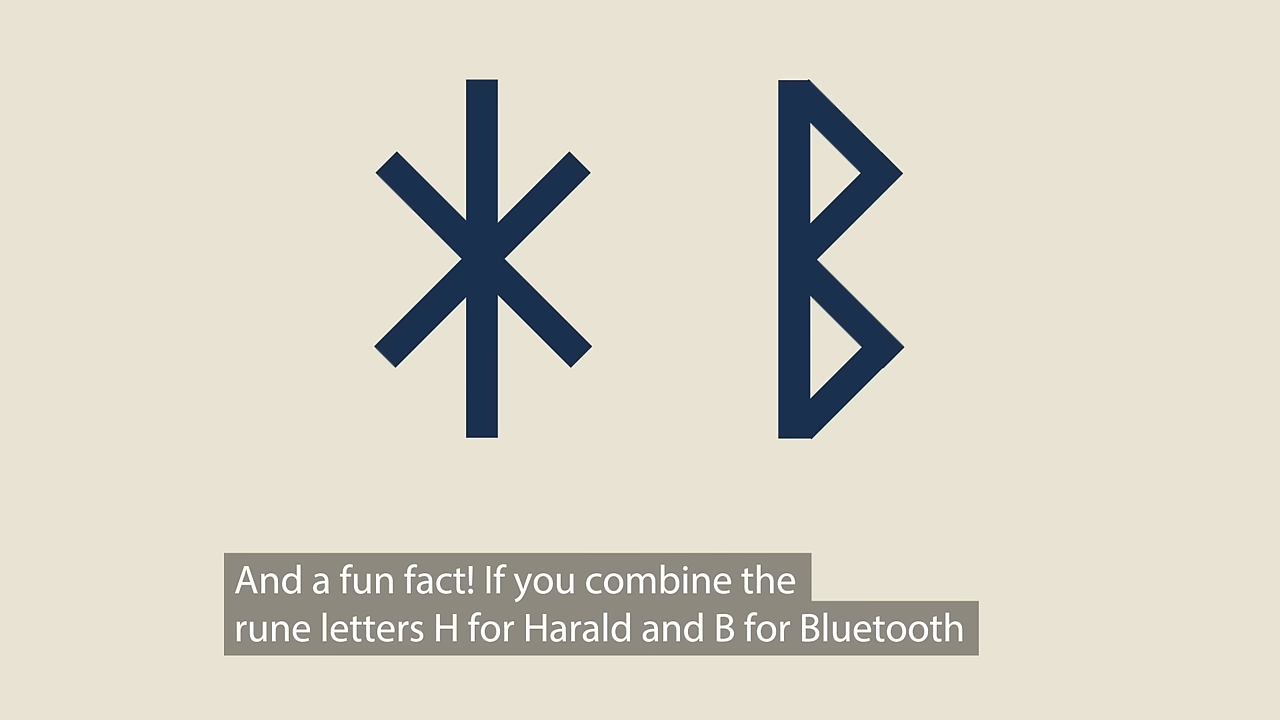 ᚼ ᛒ
And a fun fact! If you combine the
rune letters H for Harald and B for Bluetooth